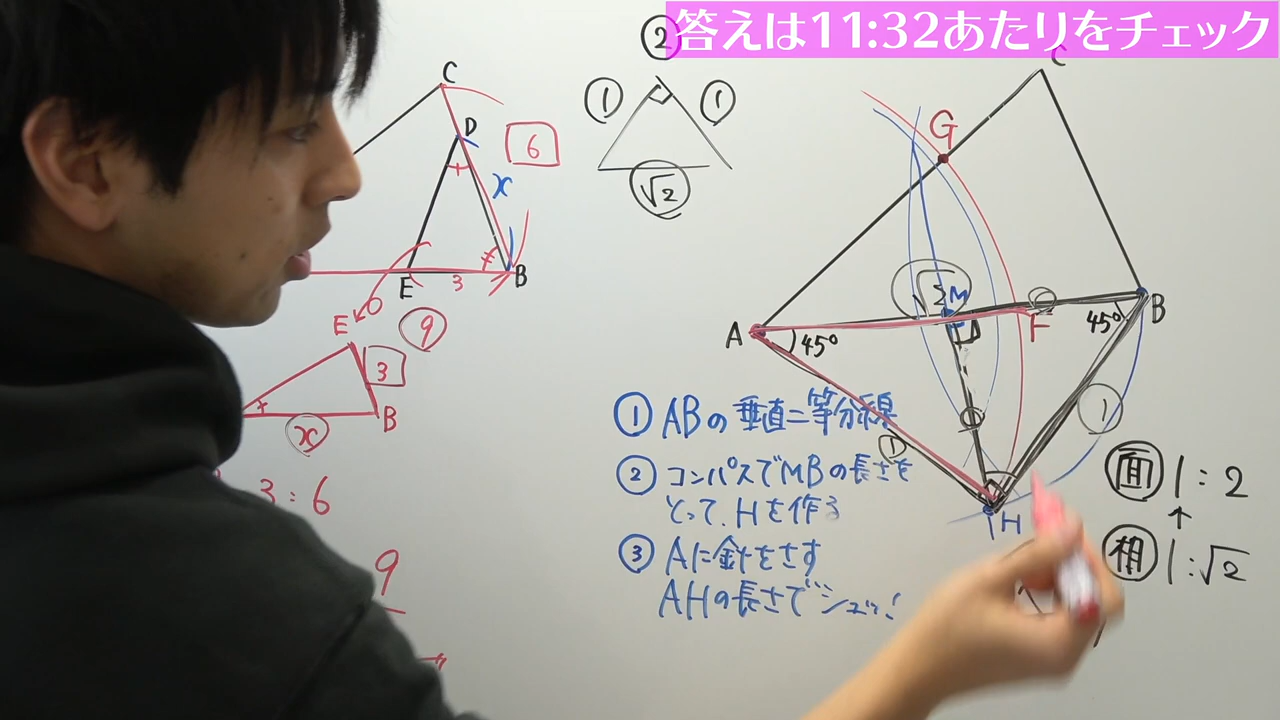 答えは11:32あたりをチェック
C
D
6
x
E
3
B
E
9
3
x
B
3:6
9
2
1
1
√2
C
G
√2
M
A
45°
F
45°
B
1
1
H
① ABの垂直二等分線
② コンパスでMBの長さを
とって、Hを作る
③ Aに針をさす
AHの長さでシュッ!
面 1:2
↑
相 1:√2